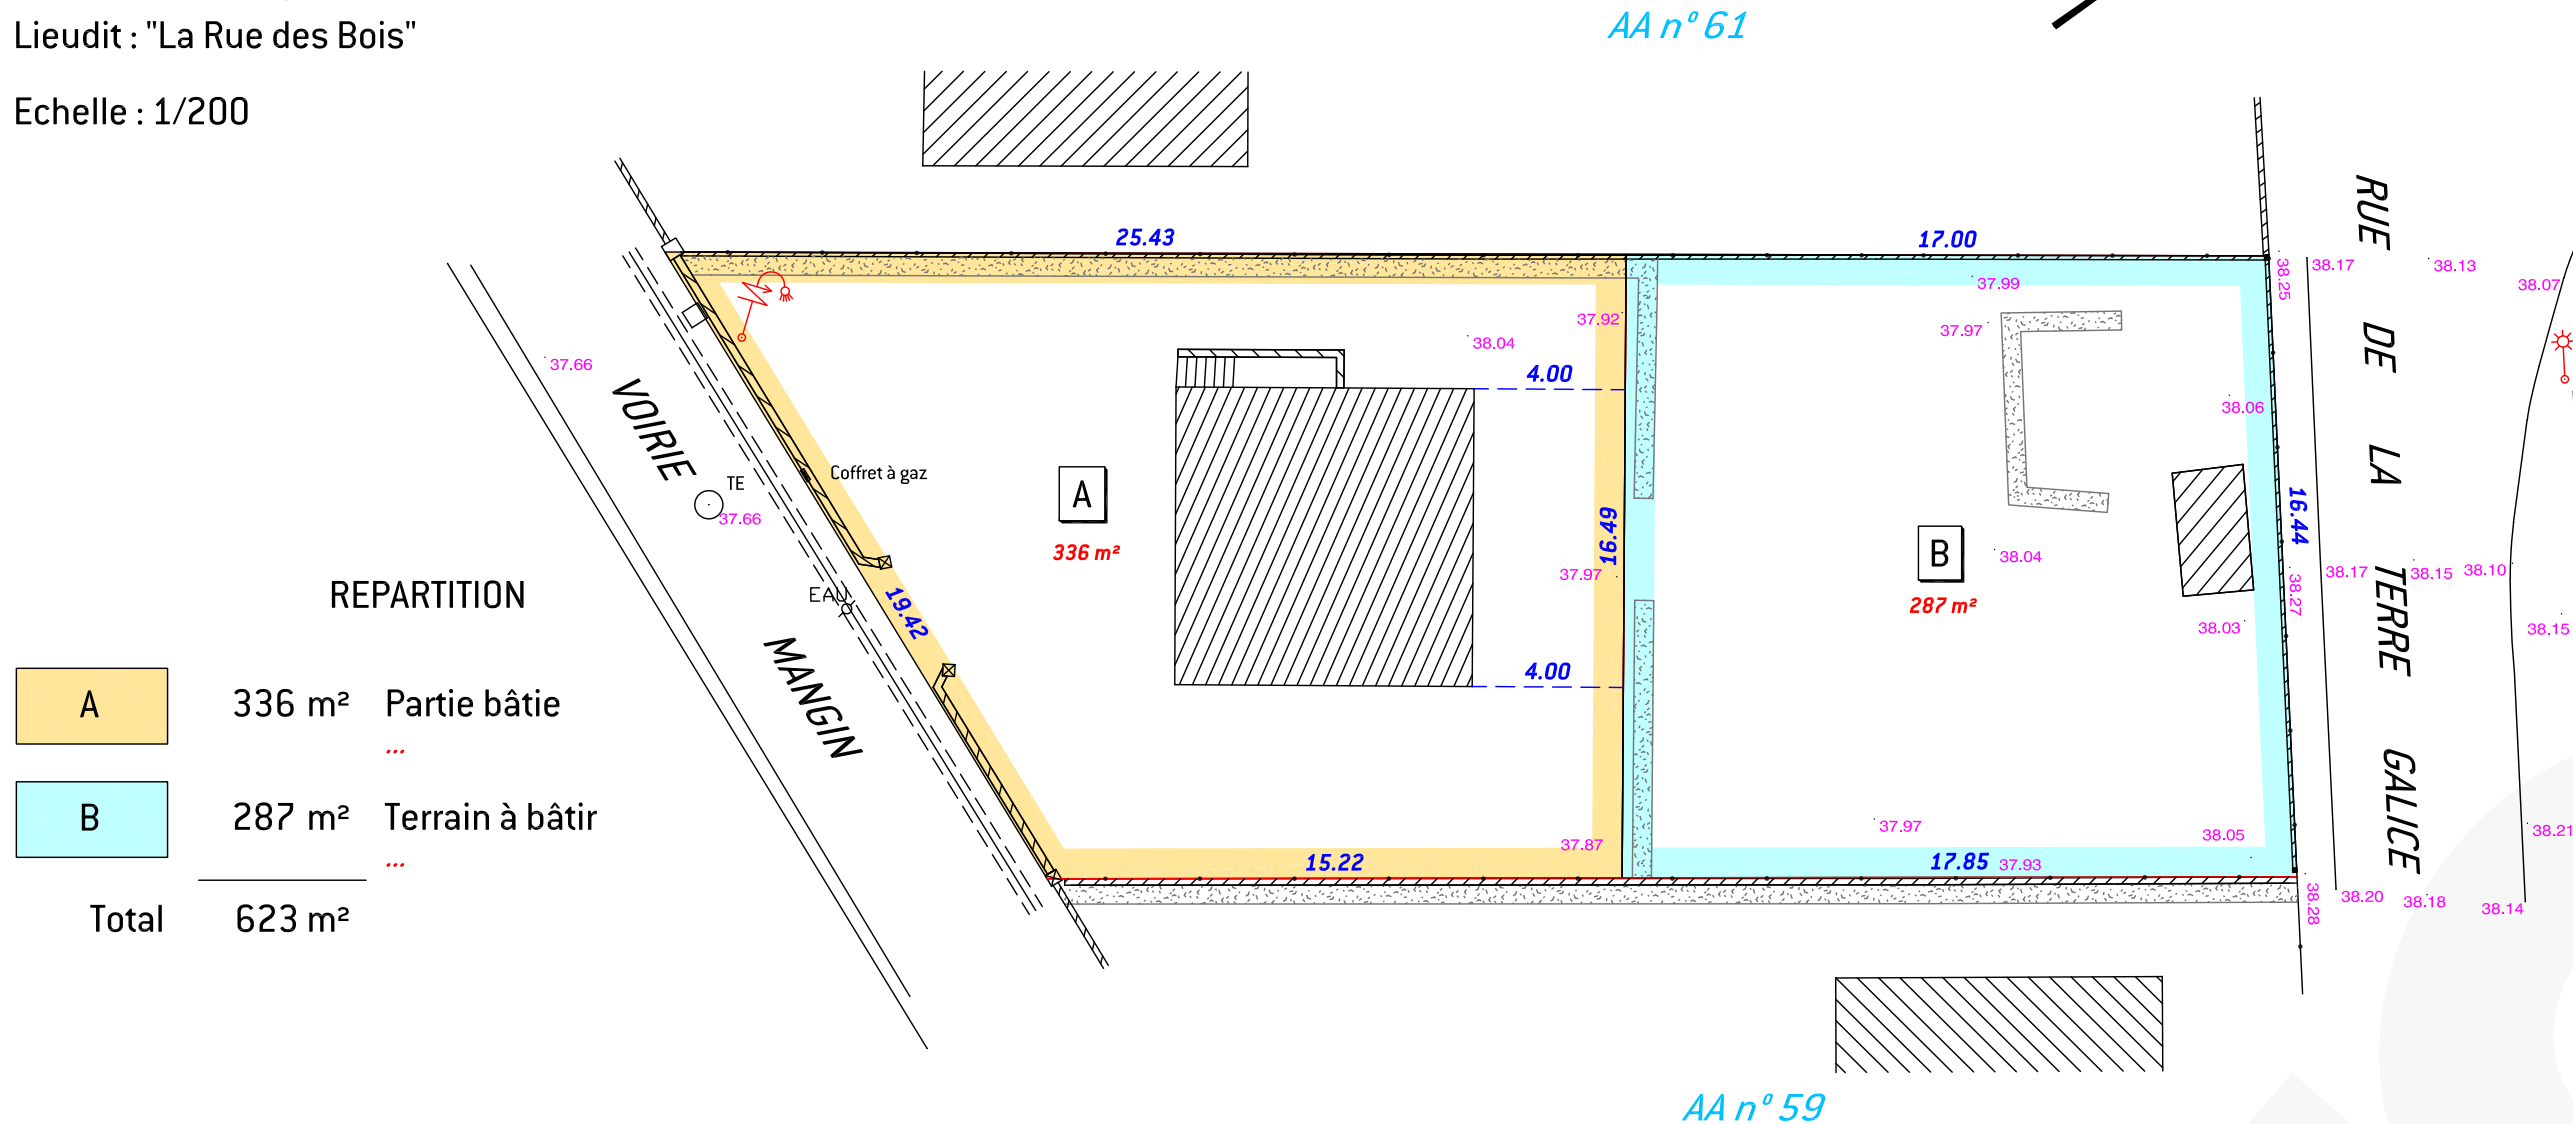 Lieudit : "La Rue des Bois"
AA n° 61
Echelle : 1/200
25.43
17.00
RUE DE LA TERRE GALICE
38.25
38.17
38.13
38.07
37.99
37.92
37.97
38.04
37.66
4.00
38.06
VOIRIE MANGIN
Coffret à gaz
TE
37.66
A
336 m²
16.49
16.44
B
287 m²
38.04
37.97
38.17
38.15
38.10
38.27
EAU
19.42
38.03
38.15
4.00
REPARTITION
A 336 m² Partie bâtie
...
B 287 m² Terrain à bâtir
...
Total 623 m²
37.87
37.97
38.05
38.21
15.22
17.85
37.93
38.28
38.20
38.18
38.14
AA n° 59